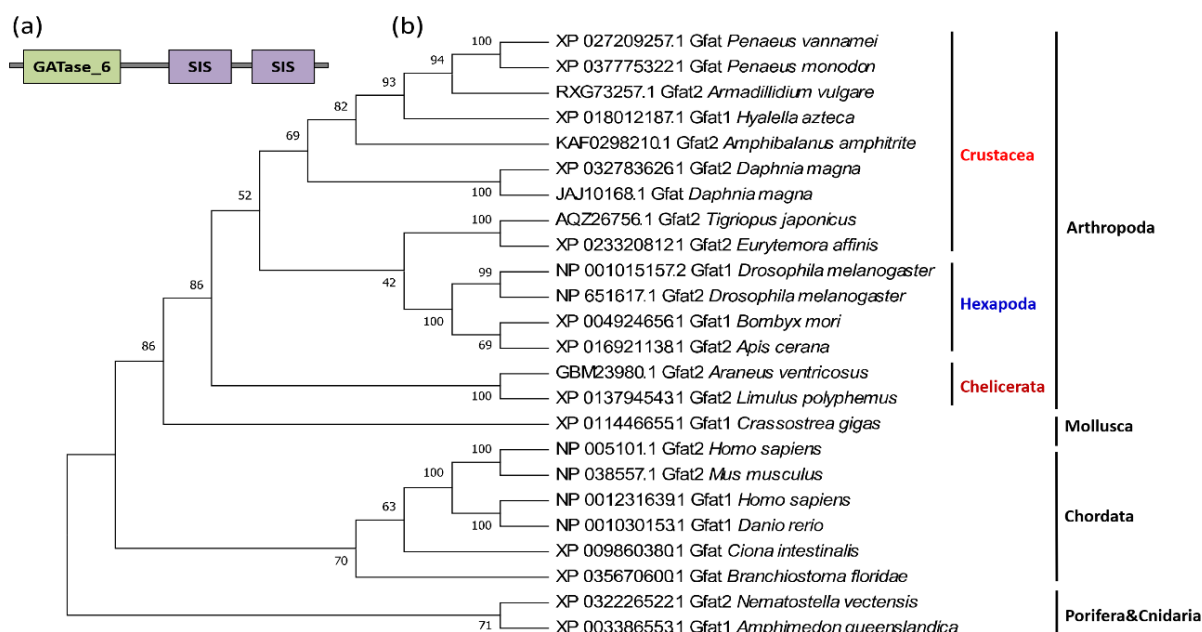 (a)
GATase_6 SIS SIS
(b)
XP 027209257.1 Gfat Penaeus vannamei
XP 037775322.1 Gfat Penaeus monodon
RXG73257.1 Gfat2 Armadillidium vulgare
XP 018012187.1 Gfat1 Hyalella azteca
KAF0298210.1 Gfat2 Amphibalanus amphitrite
XP 032783626.1 Gfat2 Daphnia magna
JAJ10168.1 Gfat Daphnia magna
AQZ26756.1 Gfat2 Tigriopus japonicus
XP 023320812.1 Gfat2 Eurytemora affinis
NP 001015157.2 Gfat1 Drosophila melanogaster
NP 651617.1 Gfat2 Drosophila melanogaster
XP 004924656.1 Gfat1 Bombyx mori
XP 016921138.1 Gfat2 Apis cerana
GBM23980.1 Gfat2 Araneus ventricosus
XP 013794543.1 Gfat2 Limulus polyphemus
XP 011446655.1 Gfat1 Crassostrea gigas
NP 005101.1 Gfat2 Homo sapiens
NP 038557.1 Gfat2 Mus musculus
NP 001231639.1 Gfat1 Homo sapiens
NP 001030153.1 Gfat1 Danio rerio
XP 009860380.1 Gfat Ciona intestinalis
XP 035670600.1 Gfat Branchiostoma floridae
XP 032226522.1 Gfat2 Nematostella vectensis
XP 003386553.1 Gfat1 Amphimedon queenslandica
100
94
93
82
69
100
52
100
42
99
100
69
86
100
86
100
100
100
63
70
71
Crustacea
Hexapoda
Chelicerata
Arthropoda
Mollusca
Chordata
Porifera&Cnidaria